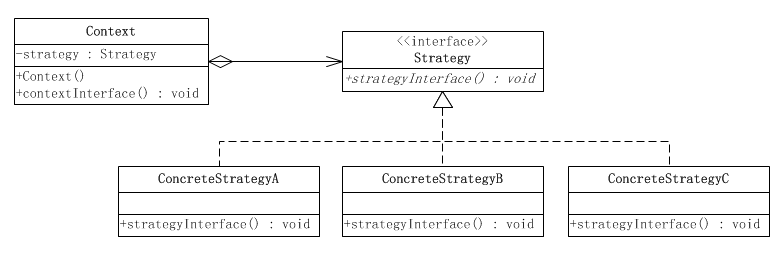 Context
-strategy : Strategy
+Context()
+contextInterface() : void
<<interface>>
Strategy
+strategyInterface() : void
ConcreteStrategyA
+strategyInterface() : void
ConcreteStrategyB
+strategyInterface() : void
ConcreteStrategyC
+strategyInterface() : void